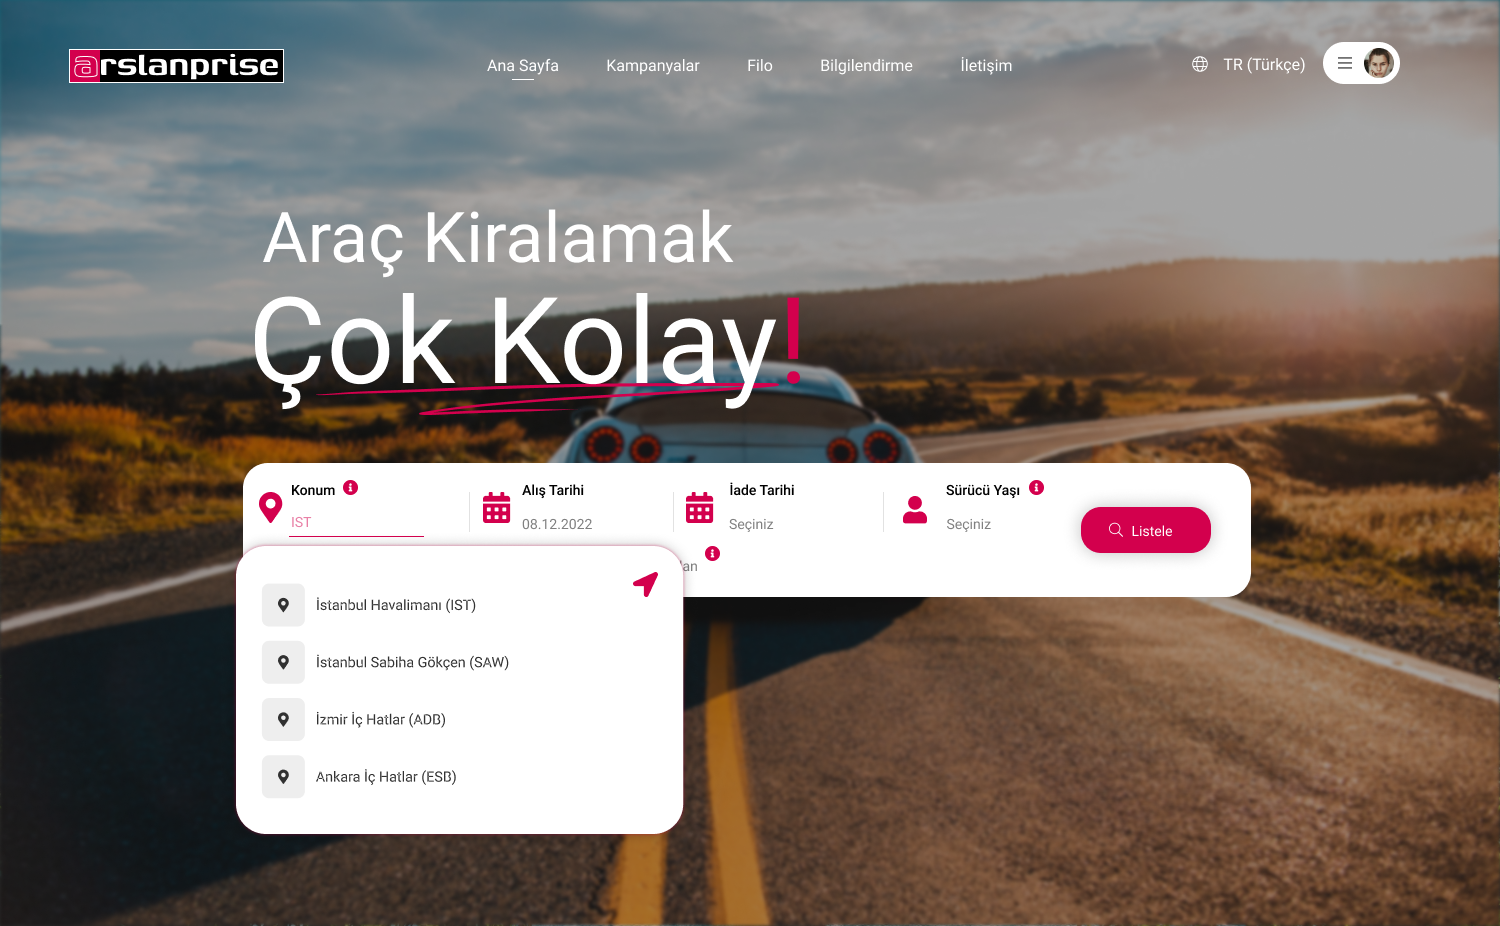 arslanprise
Ana Sayfa
Kampanyalar
Filo
Bilgilendirme
İletişim
TR (Türkçe)
Araç Kiralamak
Çok Kolay!
Konum
IST
Alış Tarihi
08.12.2022
İade Tarihi
Seçiniz
Sürücü Yaşı
Seçiniz
Listele
İstanbul Havalimanı (IST)
İstanbul Sabiha Gökçen (SAW)
İzmir İç Hatlar (ADB)
Ankara İç Hatlar (ESB)